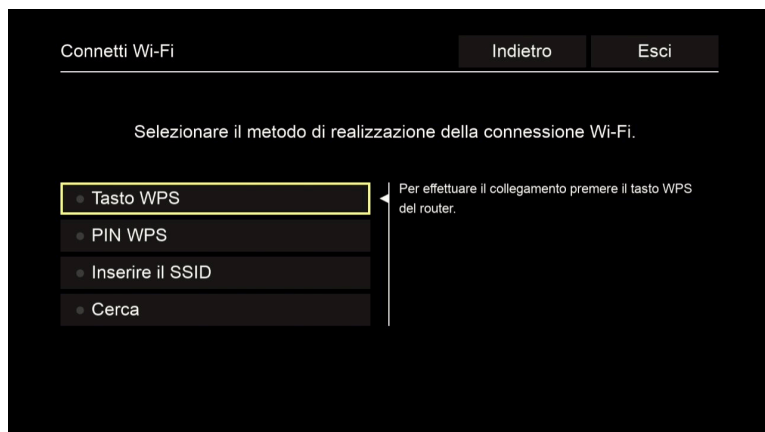 Connetti Wi-Fi
Indietro
Esci
Selezionare il metodo di realizzazione della connessione Wi-Fi.
Tasto WPS
PIN WPS
Inserire il SSID
Cerca
Per effettuare il collegamento premere il tasto WPS
del router.